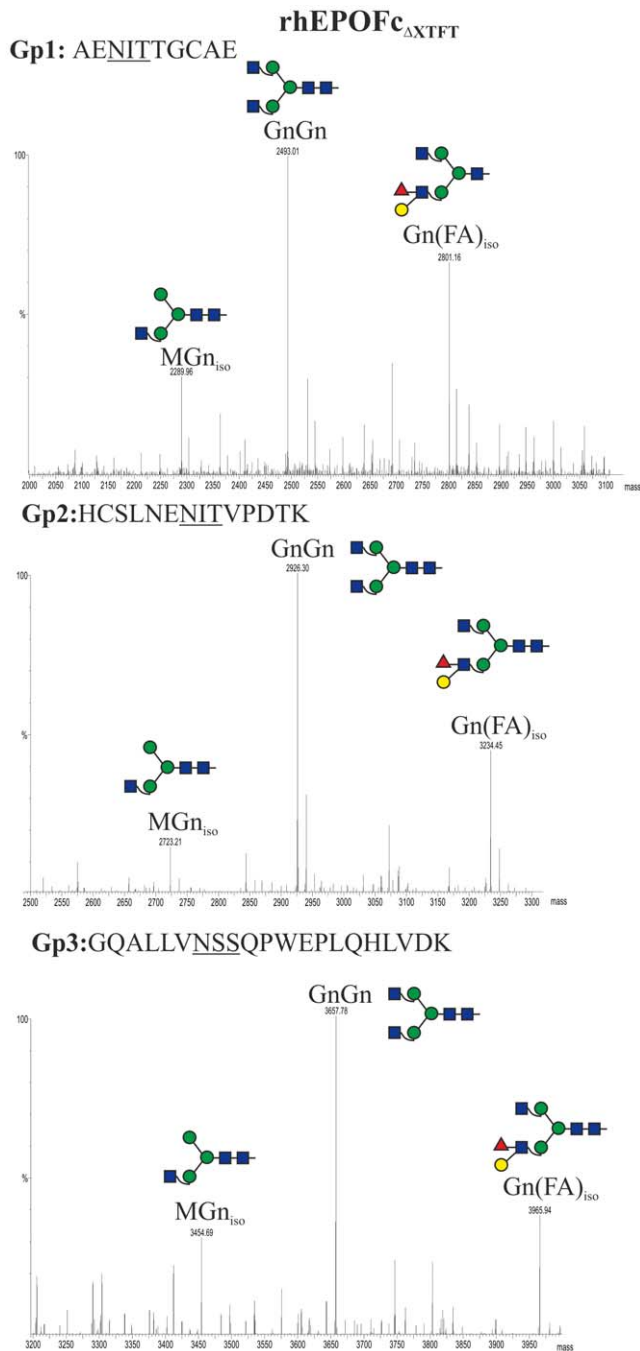 rhEPOFcΔXTFT
Gp1: AENITTGCAE
GnGn
2493.01
Gn(FA)iso
2801.16
MGniso
2289.96
100
%
2000 2050 2100 2150 2200 2250 2300 2350 2400 2450 2500 2550 2600 2650 2700 2750 2800 2850 2900 2950 3000 3050 3100 mass
Gp2:HCSLNENITVPDTK
GnGn
2926.30
100
Gn(FA)iso
3234.45
%
MGniso
2723.21
0
2500 2550 2600 2650 2700 2750 2800 2850 2900 2950 3000 3050 3100 3150 3200 3250 3300 mass
Gp3:GQALLVNSSQPWEPLQHLVDK
GnGn
3657.78
100
Gn(FA)iso
3965.94
%
MGniso
3454.69
0
3200 3250 3300 3350 3400 3450 3500 3550 3600 3650 3700 3750 3800 3850 3900 3950 mass